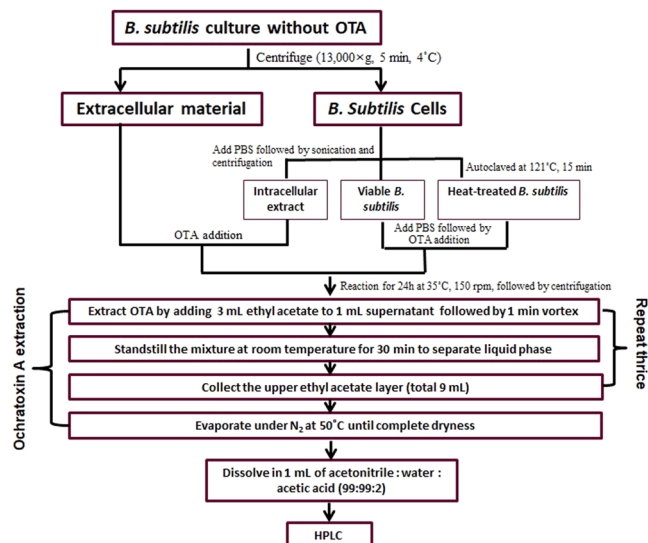 B. subtilis culture without OTA
Centrifuge (13,000×g, 5 min, 4˚C)
Extracellular material
B. Subtilis Cells
Add PBS followed by sonication and
centrifugation
Autoclaved at 121˚C, 15 min
Intracellular
extract
Viable B.
subtilis
Heat-treated B. subtilis
OTA addition
Add PBS followed by
OTA addition
Reaction for 24h at 35˚C, 150 rpm, followed by centrifugation
Ochratoxin A extraction
Extract OTA by adding 3 mL ethyl acetate to 1 mL supernatant followed by 1 min vortex
Standstill the mixture at room temperature for 30 min to separate liquid phase
Collect the upper ethyl acetate layer (total 9 mL)
Repeat thrice
Evaporate under N2 at 50˚C until complete dryness
Dissolve in 1 mL of acetonitrile : water :
acetic acid (99:99:2)
HPLC